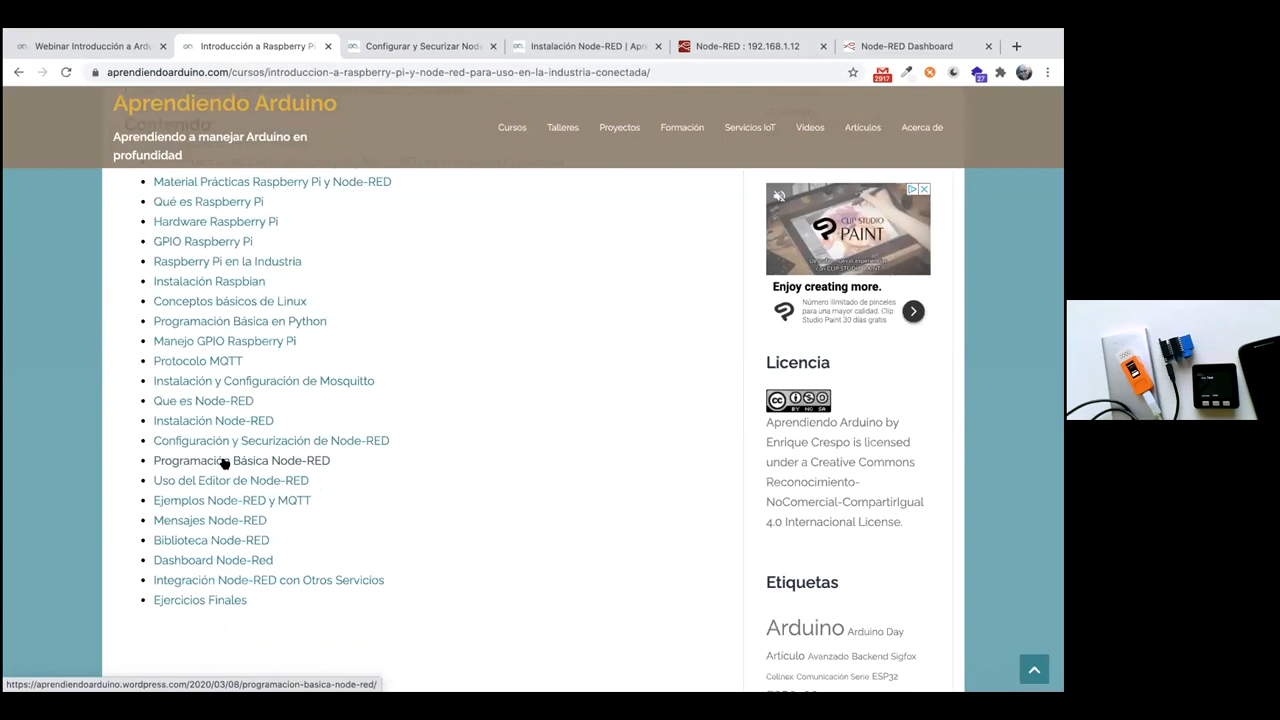 Webinar Introducción a Ardu
Introducción a Raspberry Pi
Configurar y Securizar Node
Instalación Node-RED | Apr
Node-RED : 192.168.1.12
Node-RED Dashboard
aprendiendoarduino.com/cursos/introduccion-a-raspberry-pi-y-node-red-para-uso-en-la-industria-conectada/
2917
27
Aprendiendo Arduino
Aprendiendo a manejar Arduino en
profundidad
Cursos
Talleres
Proyectos
Formación
Servicios IoT
Videos
Artículos
Acerca de
Contenido
Material Prácticas Raspberry Pi y Node-RED
Qué es Raspberry Pi
Hardware Raspberry Pi
GPIO Raspberry Pi
Raspberry Pi en la Industria
Instalación Raspbian
Conceptos básicos de Linux
Programación Básica en Python
Manejo GPIO Raspberry Pi
Protocolo MQTT
Instalación y Configuración de Mosquitto
Que es Node-RED
Instalación Node-RED
Configuración y Securización de Node-RED
Programación Básica Node-RED
Uso del Editor de Node-RED
Ejemplos Node-RED y MQTT
Mensajes Node-RED
Biblioteca Node-RED
Dashboard Node-Red
Integración Node-RED con Otros Servicios
Ejercicios Finales
CLIP STUDIO
PAINT
Enjoy creating more.
Número ilimitado de pinceles
para una mayor calidad. Clip
Studio Paint 30 días gratis
Licencia
CC
BY NC SA
Aprendiendo Arduino by
Enrique Crespo is licensed
under a Creative Commons
Reconocimiento-
NoComercial-CompartirIgual
4.0 Internacional License.
Etiquetas
Arduino Arduino Day
Artículo Avanzado Backend Sigfox
Cellnex Comunicación Serie ESP32
https://aprendiendoarduino.wordpress.com/2020/03/08/programacion-basica-node-red/